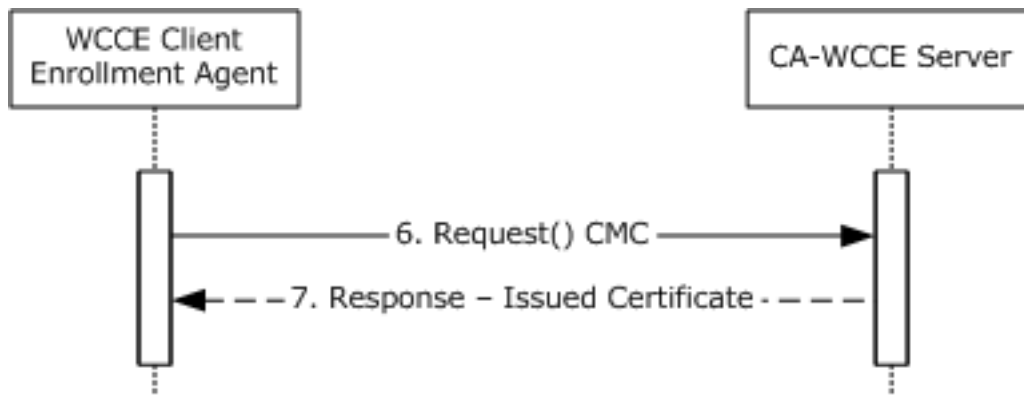 WCCE Client
Enrollment Agent
CA-WCCE Server
6. Request() CMC
7. Response – Issued Certificate